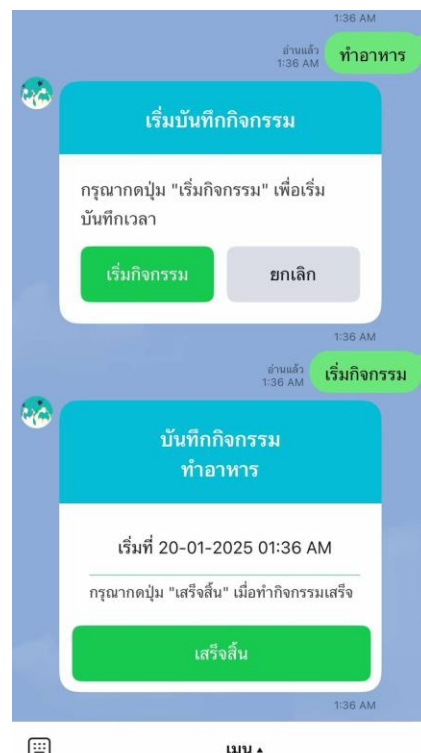 1:36 AM
อ่านแล้ว
1:36 AM
ทำอาหาร
เริ่มบันทึกกิจกรรม
กรุณากดปุ่ม "เริ่มกิจกรรม" เพื่อเริ่ม
บันทึกเวลา
เริ่มกิจกรรม
ยกเลิก
1:36 AM
อ่านแล้ว
1:36 AM
เริ่มกิจกรรม
บันทึกกิจกรรม
ทำอาหาร
เริ่มที่ 20-01-2025 01:36 AM
กรุณากดปุ่ม "เสร็จสิ้น" เมื่อทำกิจกรรมเสร็จ
เสร็จสิ้น
1:36 AM
เมนู ▴